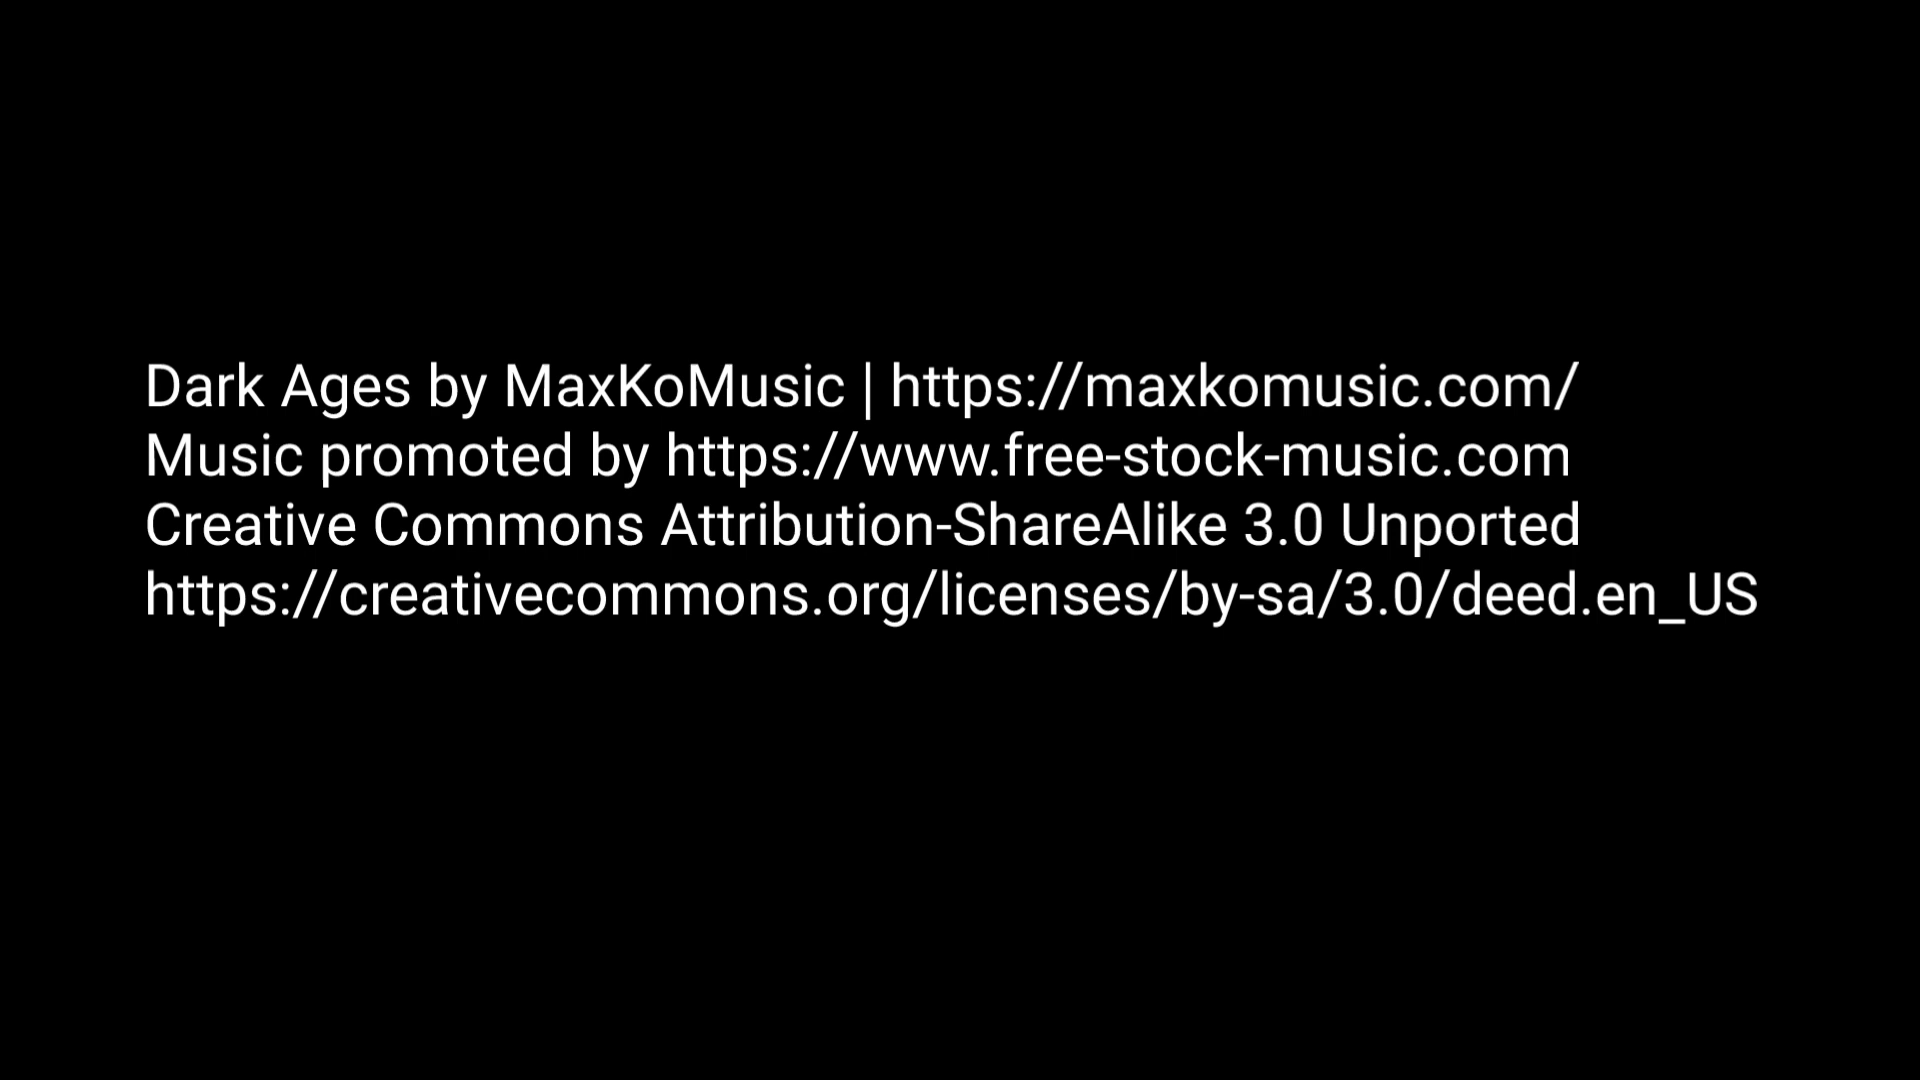 Dark Ages by MaxKoMusic | https://maxkomusic.com/
Music promoted by https://www.free-stock-music.com
Creative Commons Attribution-ShareAlike 3.0 Unported
https://creativecommons.org/licenses/by-sa/3.0/deed.en_US